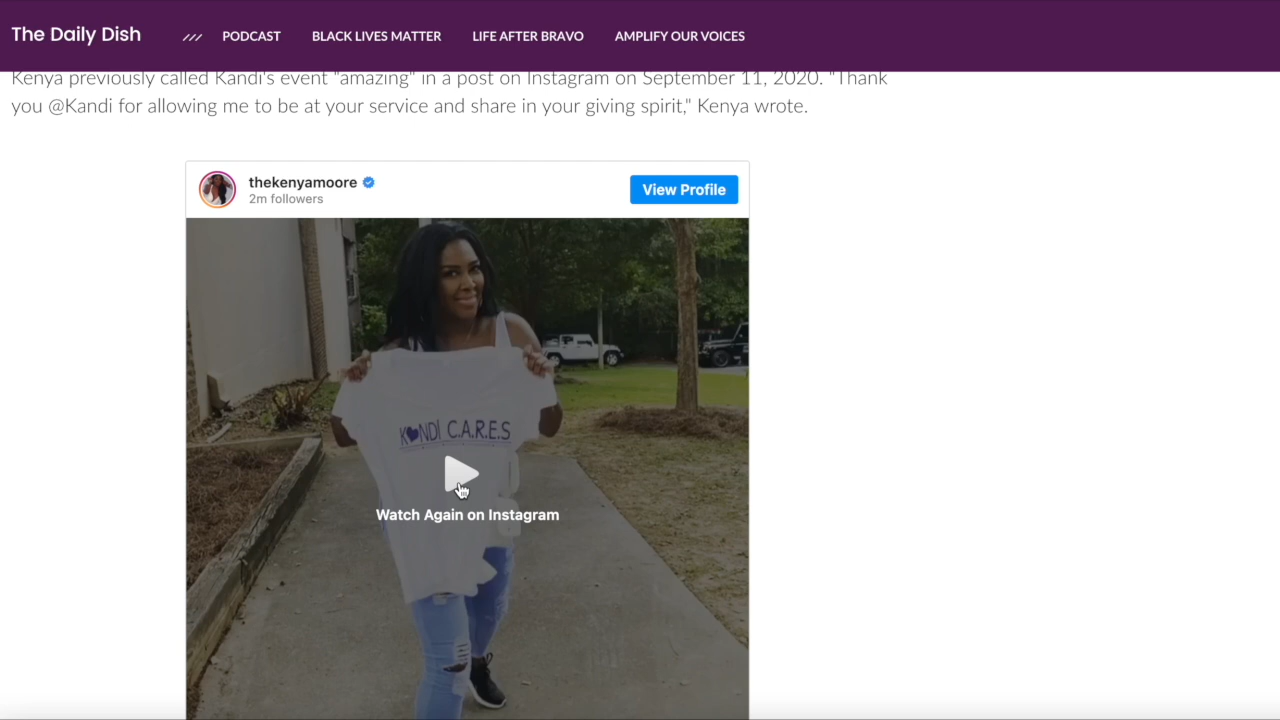 The Daily Dish
PODCAST
BLACK LIVES MATTER
LIFE AFTER BRAVO
AMPLIFY OUR VOICES
Kenya previously called Kandi's event "amazing" in a post on Instagram on September 11, 2020. "Thank
you @Kandi for allowing me to be at your service and share in your giving spirit," Kenya wrote.
thekenyamoore
2m followers
View Profile
KANDI C.A.R.E.S
Watch Again on Instagram